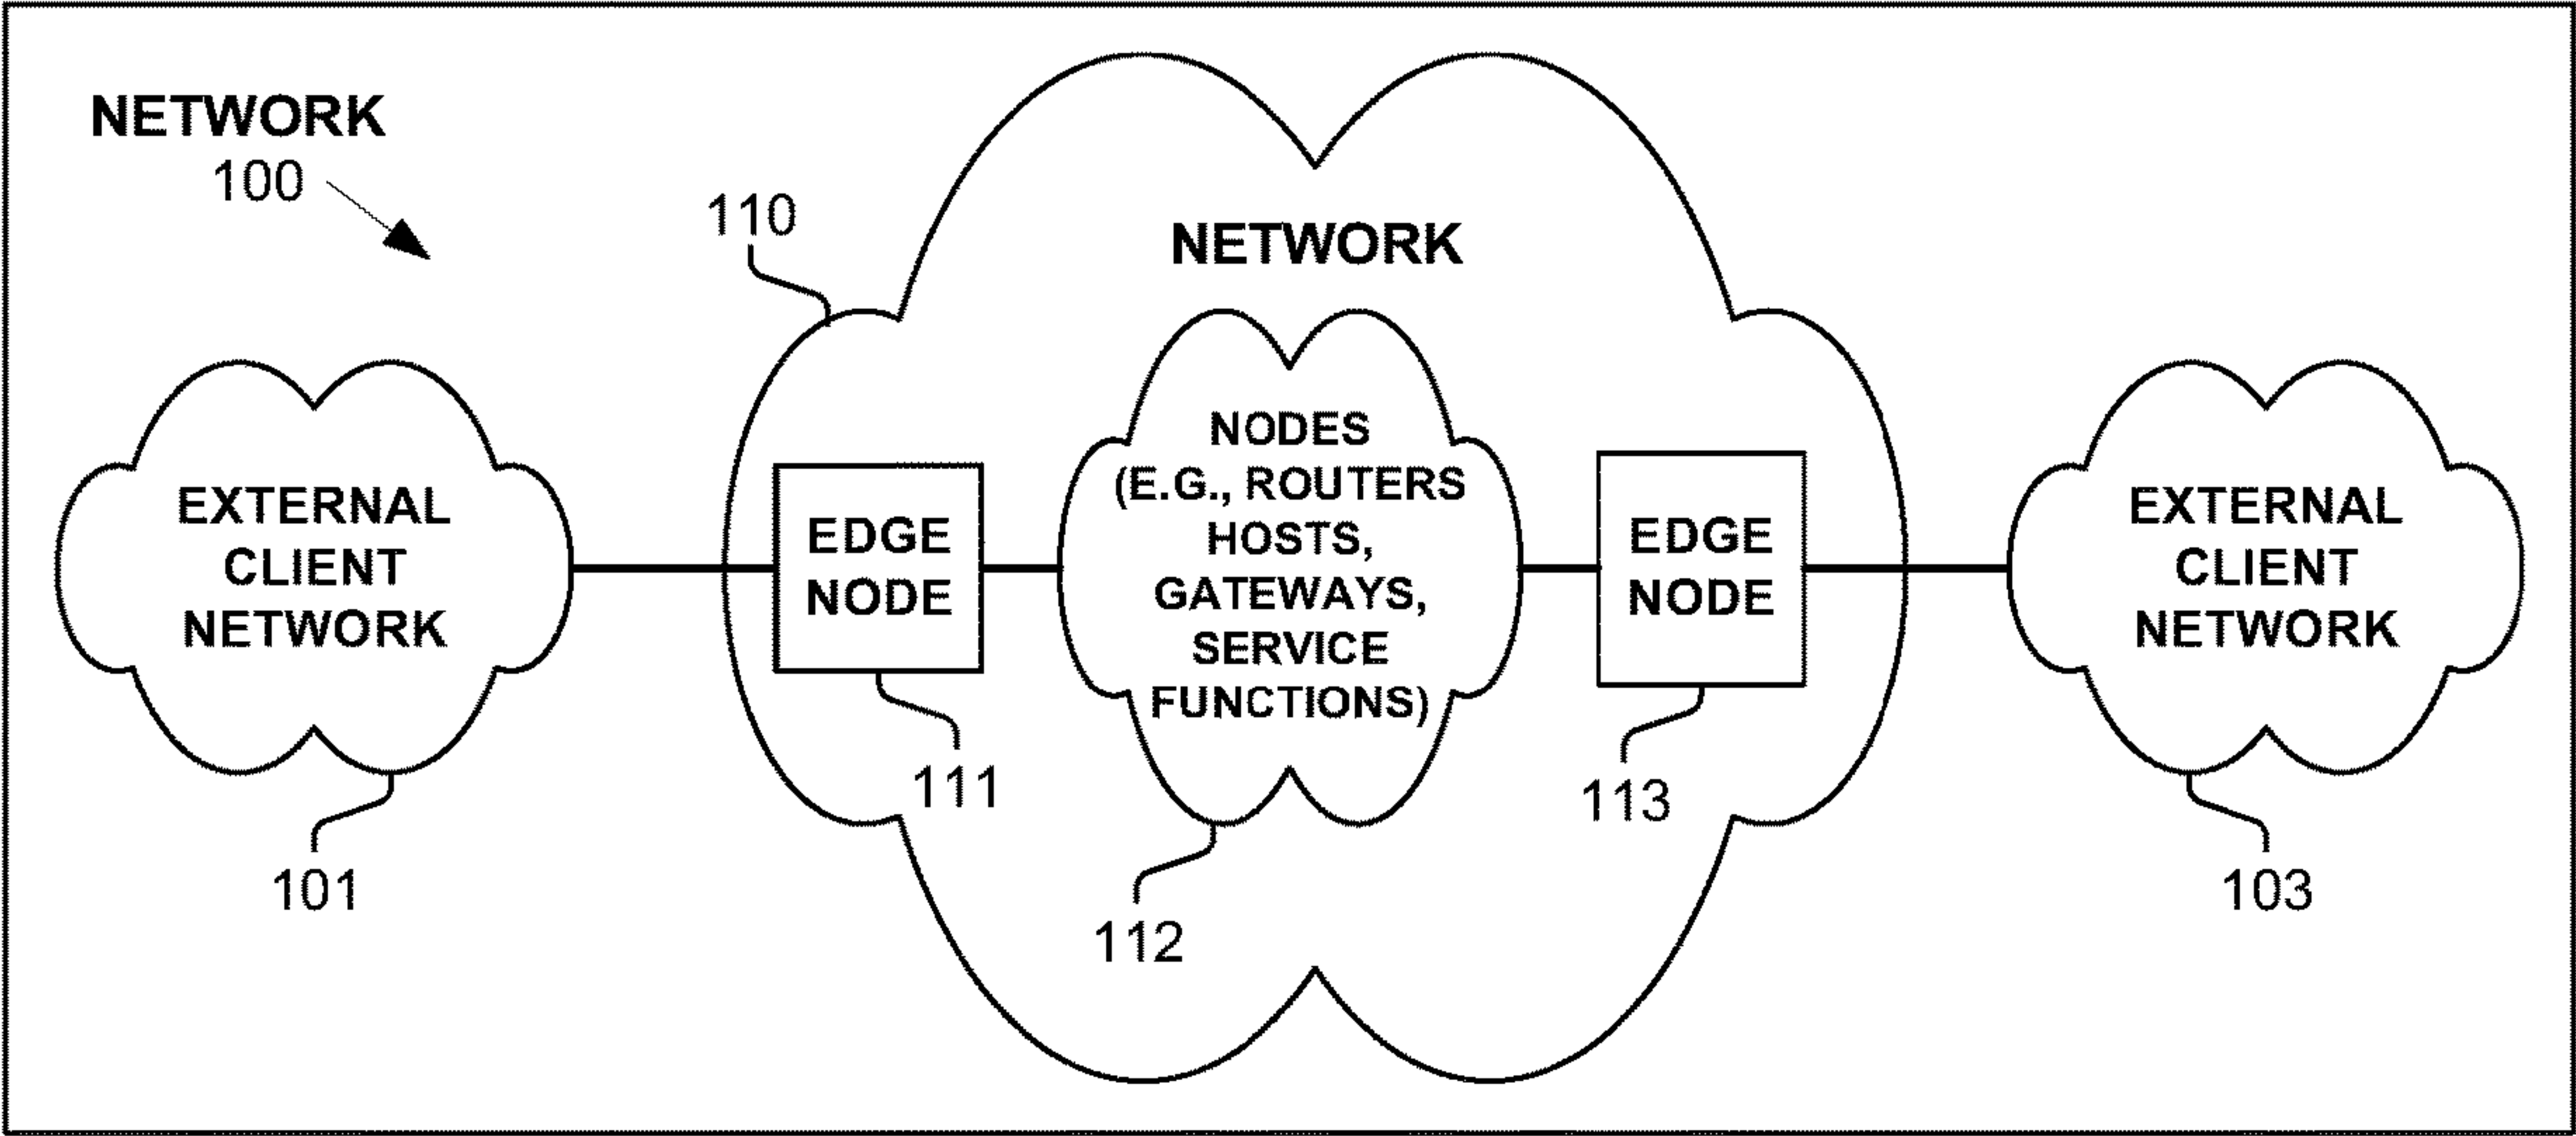 NETWORK
100
110
NETWORK
EXTERNAL
CLIENT
NETWORK
101
EDGE
NODE
111
NODES
(E.G., ROUTERS
HOSTS,
GATEWAYS,
SERVICE
FUNCTIONS)
112
EDGE
NODE
113
EXTERNAL
CLIENT
NETWORK
103